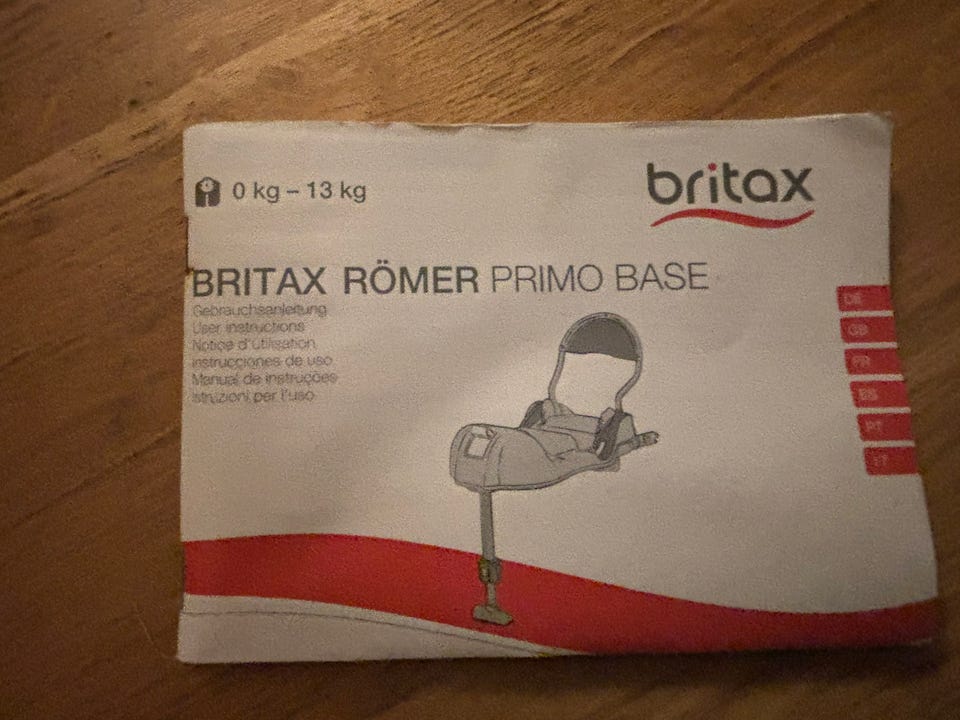 0 kg – 13 kg
britax
BRITAX RÖMER PRIMO BASE
Gebrauchsanleitung
User instructions
Notice d'utilisation
Instrucciones de uso
Manual de instruções
Istruzioni per l'uso
DE
GB
FR
ES
PT
IT